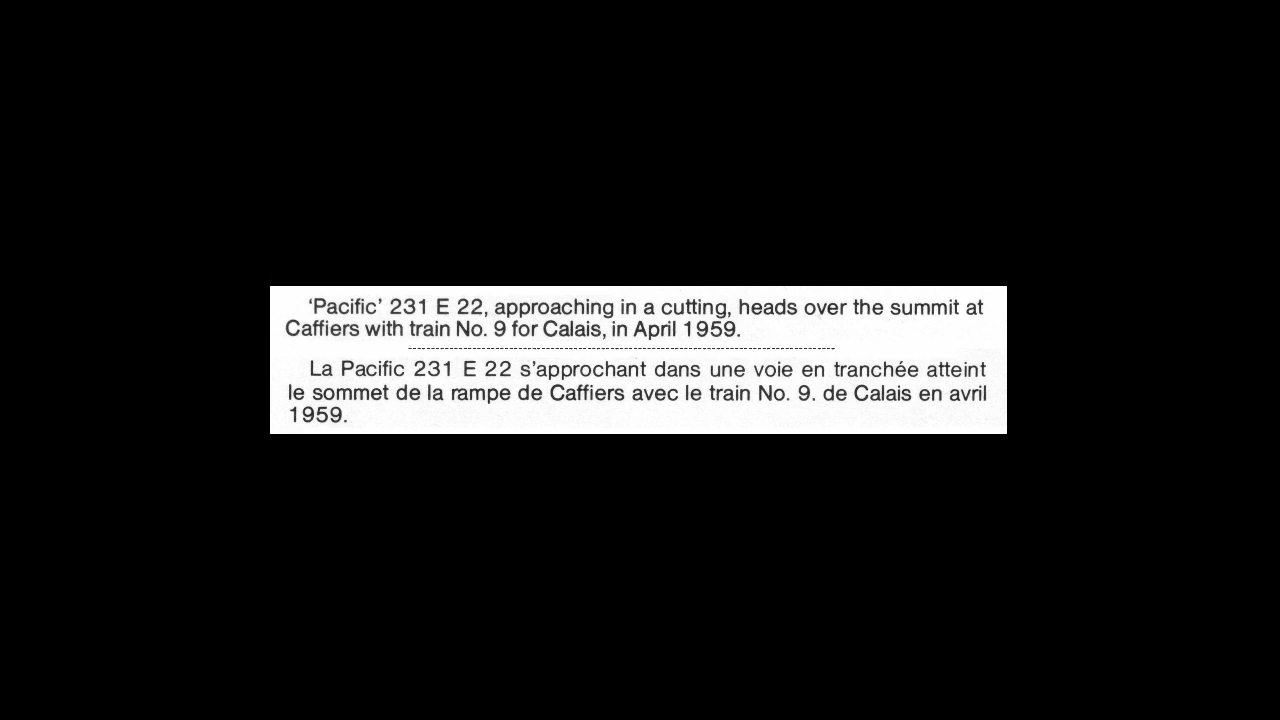 ‘Pacific’ 231 E 22, approaching in a cutting, heads over the summit at
Caffiers with train No. 9 for Calais, in April 1959.
La Pacific 231 E 22 s’approchant dans une voie en tranchée atteint
le sommet de la rampe de Caffiers avec le train No. 9. de Calais en avril
1959.